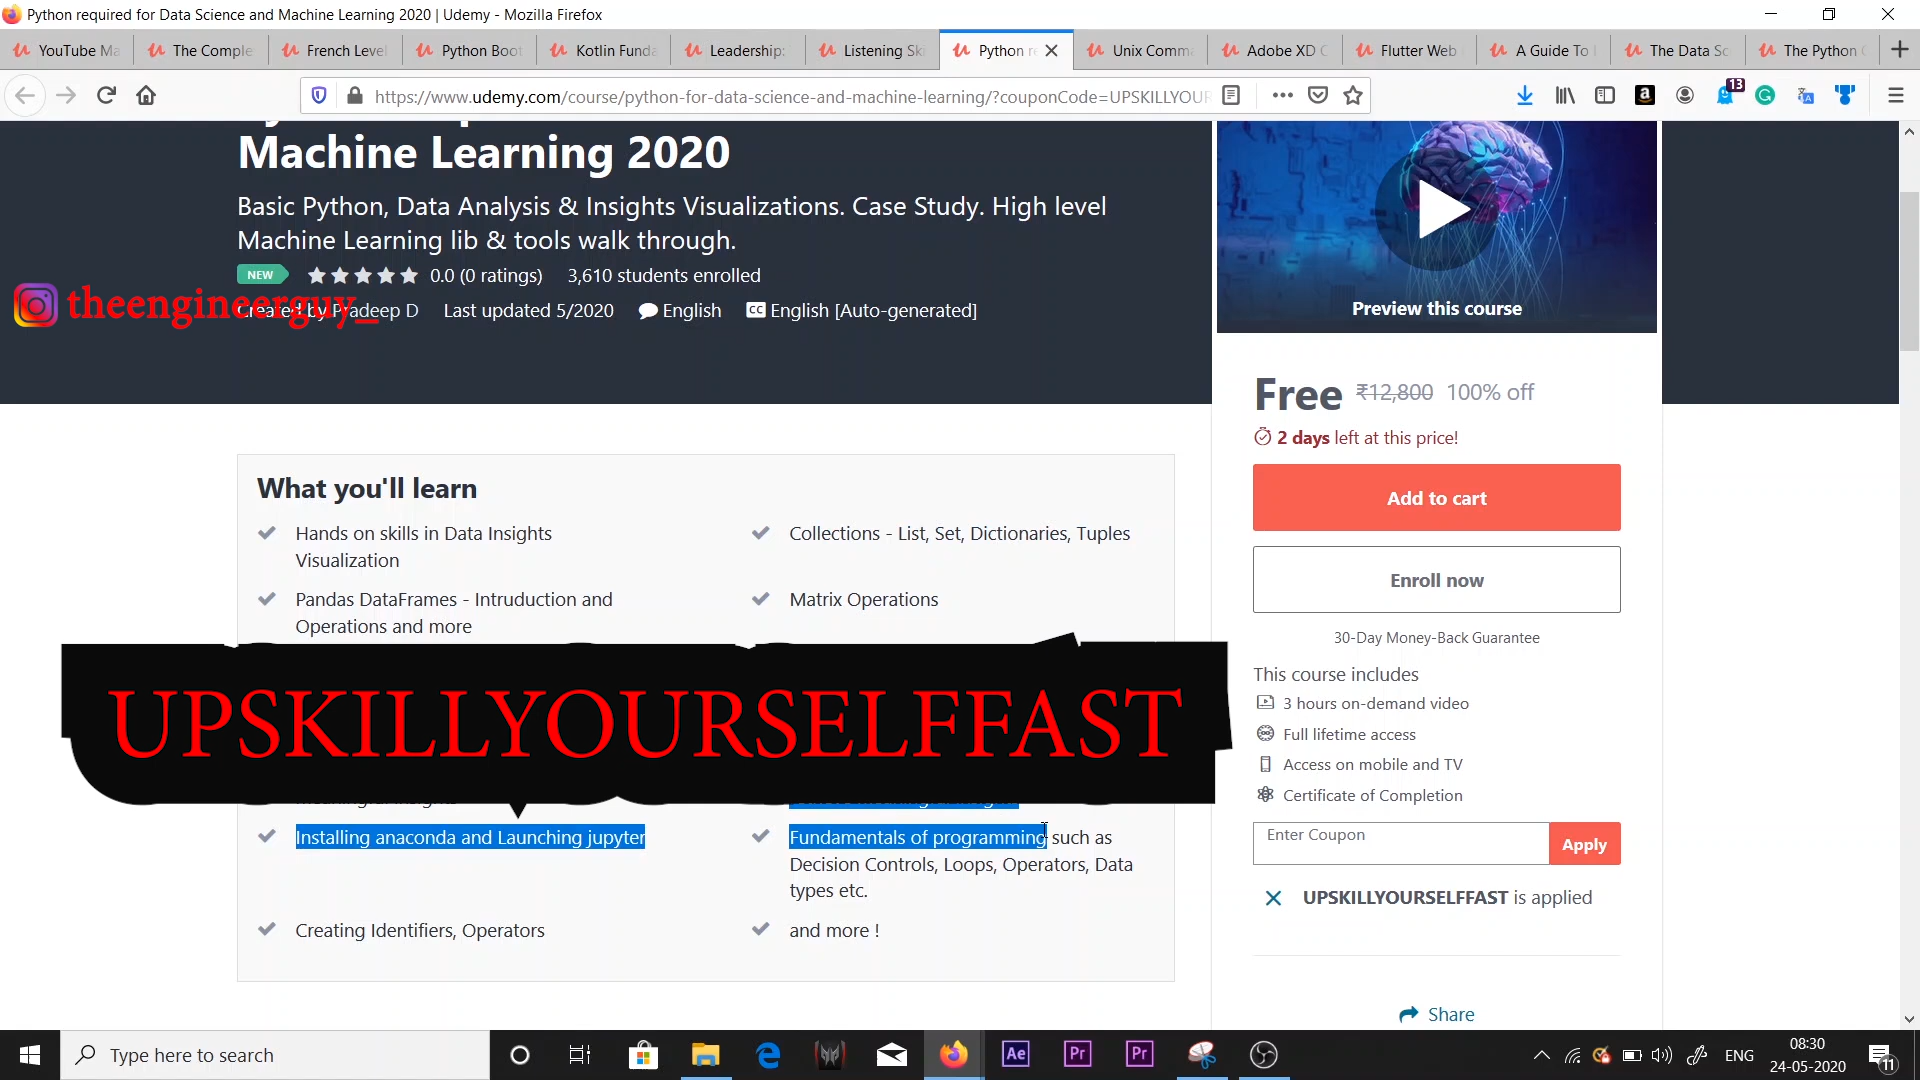 Python required for Data Science and Machine Learning 2020 | Udemy - Mozilla Firefox
YouTube Ma
The Comple
French Level
Python Boot
Kotlin Funda
Leadership:
Listening Ski
Python re
Unix Comma
Adobe XD C
Flutter Web
A Guide To
The Data Sc
The Python
https://www.udemy.com/course/python-for-data-science-and-machine-learning/?couponCode=UPSKILLYOUR
13
Machine Learning 2020
Basic Python, Data Analysis & Insights Visualizations. Case Study. High level
Machine Learning lib & tools walk through.
NEW
0.0 (0 ratings)
3,610 students enrolled
theengineerguy_
Created by Pradeep D
Last updated 5/2020
English
CC English [Auto-generated]
Preview this course
Free ₹12,800 100% off
2 days left at this price!
Add to cart
Enroll now
30-Day Money-Back Guarantee
This course includes
3 hours on-demand video
Full lifetime access
Access on mobile and TV
Certificate of Completion
Enter Coupon
Apply
UPSKILLYOURSELFFAST is applied
Share
What you'll learn
Hands on skills in Data Insights
Visualization
Collections - List, Set, Dictionaries, Tuples
Pandas DataFrames - Intruduction and
Operations and more
Matrix Operations
UPSKILLYOURSELFFAST
Installing anaconda and Launching jupyter
Fundamentals of programming such as
Decision Controls, Loops, Operators, Data
types etc.
Creating Identifiers, Operators
and more !
Type here to search
Ae
Pr
Pr
ENG
08:30
24-05-2020
11